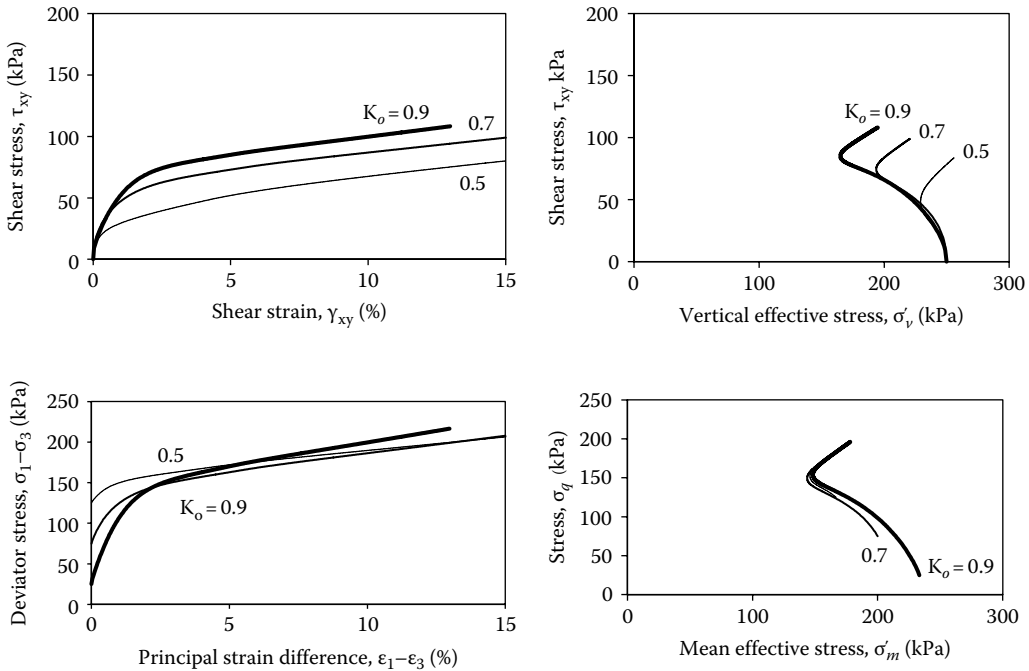 Shear stress, τxy (kPa)
200
150
100
50
0
Kₒ = 0.9
0.7
0.5
0 5 10 15
Shear strain, γxy (%)
Shear stress, τxy kPa
200
150
100
50
0
Kₒ = 0.9
0.7
0.5
0 100 200 300
Vertical effective stress, σ′v (kPa)
Deviator stress, σ1–σ3 (kPa)
250
200
150
100
50
0
0.5
Kₒ = 0.9
0 5 10 15
Principal strain difference, ε1–ε3 (%)
Stress, σq (kPa)
250
200
150
100
50
0
0.7
Kₒ = 0.9
0 100 200 300
Mean effective stress, σ′m (kPa)